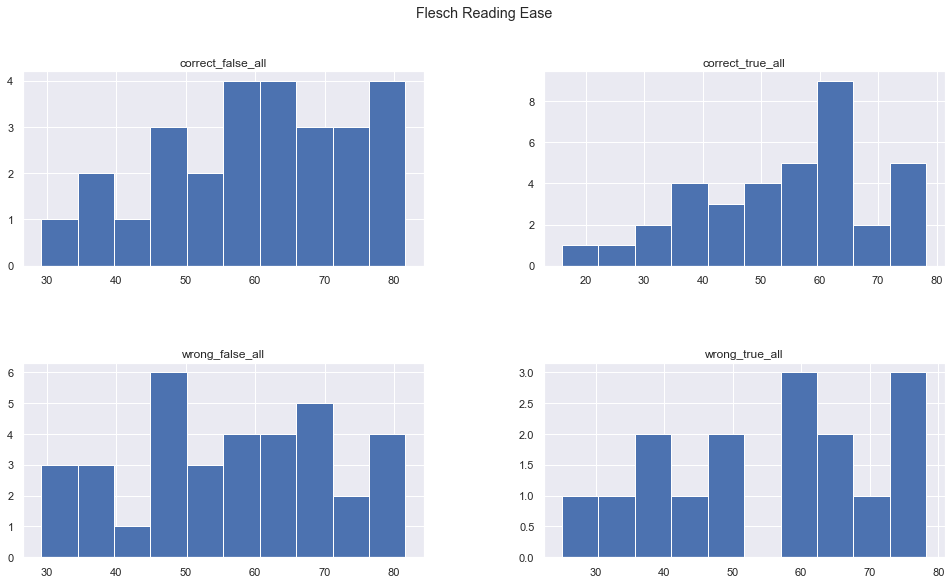 Flesch Reading Ease
correct_false_all
4
3
2
1
0
30 40 50 60 70 80
correct_true_all
8
6
4
2
0
20 30 40 50 60 70 80
wrong_false_all
6
5
4
3
2
1
0
30 40 50 60 70 80
wrong_true_all
3.0
2.5
2.0
1.5
1.0
0.5
0.0
30 40 50 60 70 80